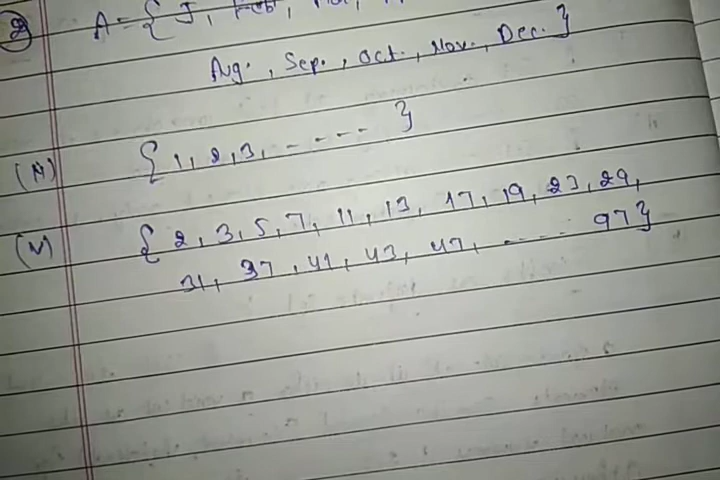 A = { J, Feb,
Aug., Sep., Oct., Nov., Dec. }
{ 1, 2, 3, - - - - - }
(V) { 2, 3, 5, 7, 11, 13, 17, 19, 23, 29,
31, 37, 41, 43, 47, ..... 97 }